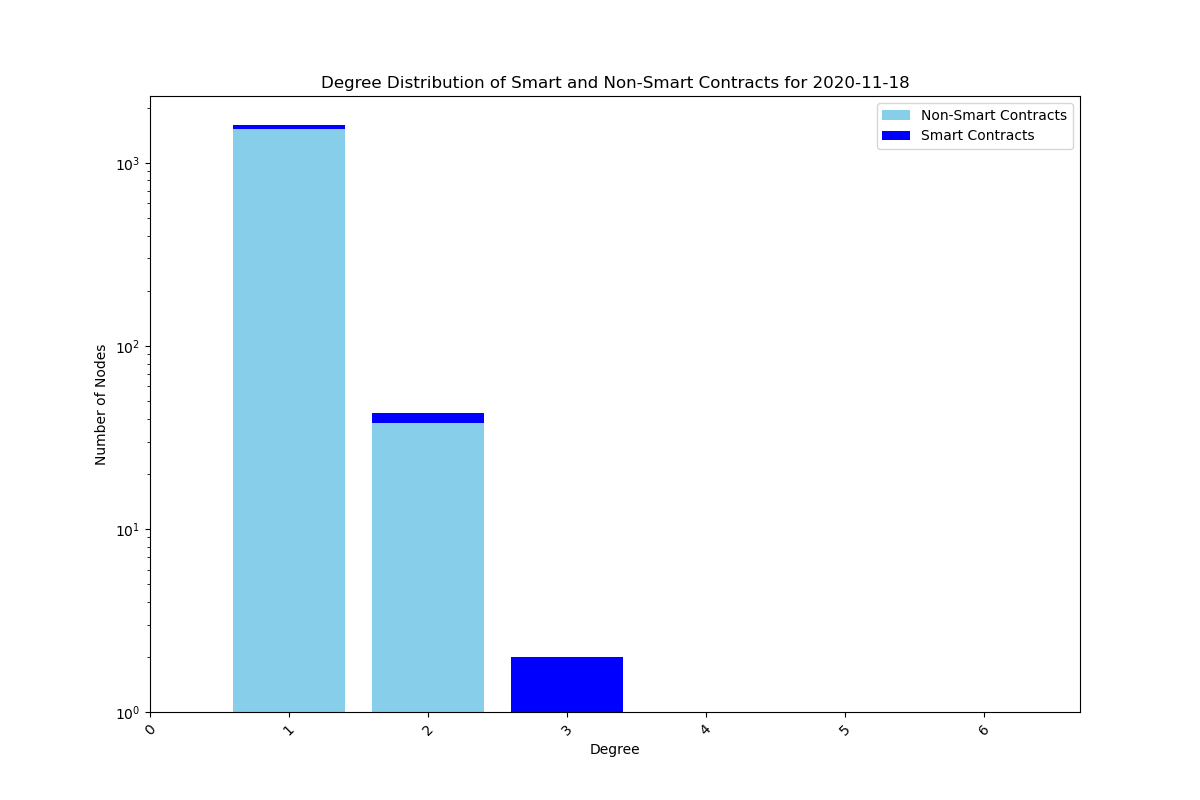 Degree Distribution of Smart and Non-Smart Contracts for 2020-11-18
Non-Smart Contracts
Smart Contracts
Number of Nodes
10³
10²
10¹
10⁰
0 1 2 3 4 5 6
Degree